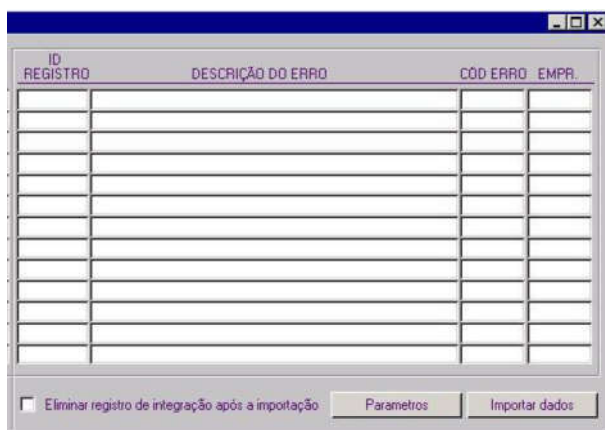 ID
REGISTRO DESCRIÇÃO DO ERRO CÓD ERRO EMPR.
Eliminar registro de integração após a importação Parametros Importar dados